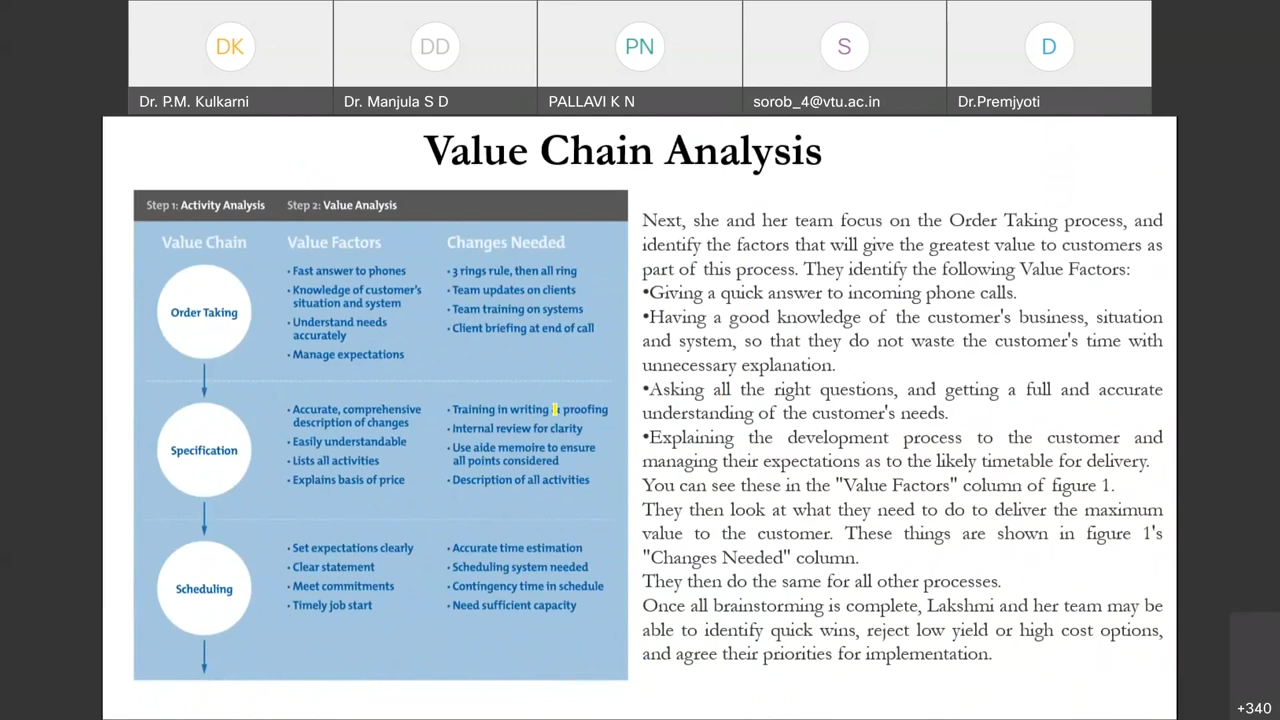 DK
DD
PN
S
D
Dr. P.M. Kulkarni
Dr. Manjula S D
PALLAVI K N
sorob_4@vtu.ac.in
Dr.Premjyoti
Value Chain Analysis
Step 1: Activity Analysis
Step 2: Value Analysis
Value Chain
Value Factors
Changes Needed
Order Taking
• Fast answer to phones
• Knowledge of customer's
situation and system
• Understand needs
accurately
• Manage expectations
• 3 rings rule, then all ring
• Team updates on clients
• Team training on systems
• Client briefing at end of call
Specification
• Accurate, comprehensive
description of changes
• Easily understandable
• Lists all activities
• Explains basis of price
• Training in writing & proofing
• Internal review for clarity
• Use aide memoire to ensure
all points considered
• Description of all activities
Scheduling
• Set expectations clearly
• Clear statement
• Meet commitments
• Timely job start
• Accurate time estimation
• Scheduling system needed
• Contingency time in schedule
• Need sufficient capacity
Next, she and her team focus on the Order Taking process, and
identify the factors that will give the greatest value to customers as
part of this process. They identify the following Value Factors:
•Giving a quick answer to incoming phone calls.
•Having a good knowledge of the customer's business, situation
and system, so that they do not waste the customer's time with
unnecessary explanation.
•Asking all the right questions, and getting a full and accurate
understanding of the customer's needs.
•Explaining the development process to the customer and
managing their expectations as to the likely timetable for delivery.
You can see these in the "Value Factors" column of figure 1.
They then look at what they need to do to deliver the maximum
value to the customer. These things are shown in figure 1's
"Changes Needed" column.
They then do the same for all other processes.
Once all brainstorming is complete, Lakshmi and her team may be
able to identify quick wins, reject low yield or high cost options,
and agree their priorities for implementation.
+340